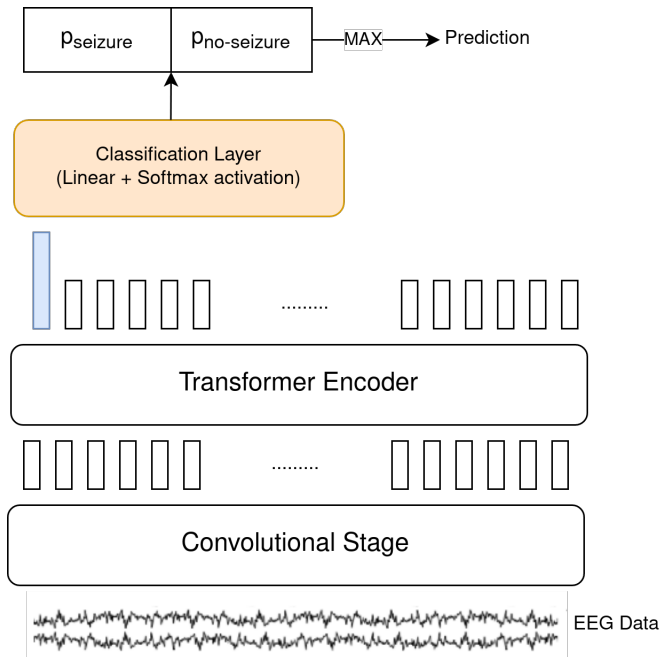 pseizure
pno-seizure
MAX
Prediction
Classification Layer
(Linear + Softmax activation)
.........
Transformer Encoder
.........
Convolutional Stage
EEG Data